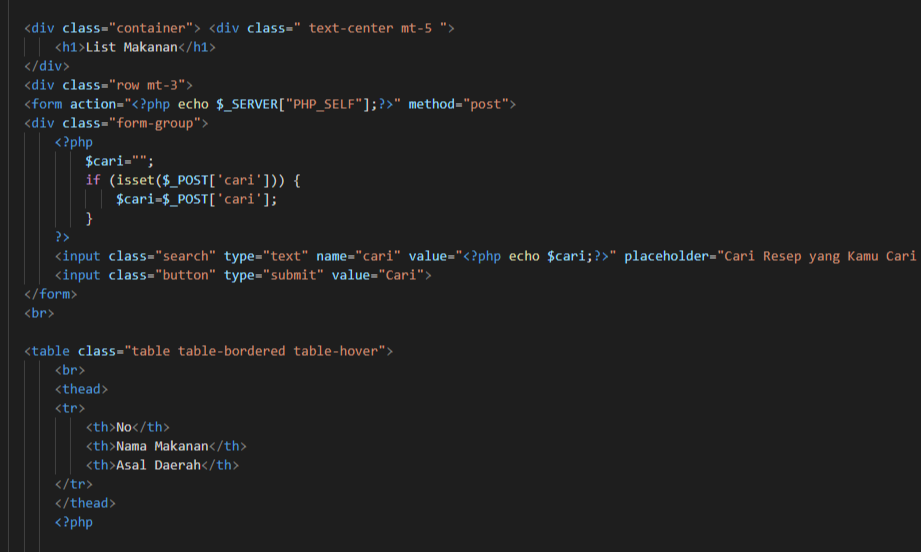 <div class="container"> <div class=" text-center mt-5 ">
<h1>List Makanan</h1>
</div>
<div class="row mt-3">
<form action="<?php echo $_SERVER["PHP_SELF"];?>" method="post">
<div class="form-group">
<?php
$cari="";
if (isset($_POST['cari'])) {
$cari=$_POST['cari'];
}
?>
<input class="search" type="text" name="cari" value="<?php echo $cari;?>" placeholder="Cari Resep yang Kamu Cari
<input class="button" type="submit" value="Cari">
</form>
<br>
<table class="table table-bordered table-hover">
<br>
<thead>
<tr>
<th>No</th>
<th>Nama Makanan</th>
<th>Asal Daerah</th>
</tr>
</thead>
<?php